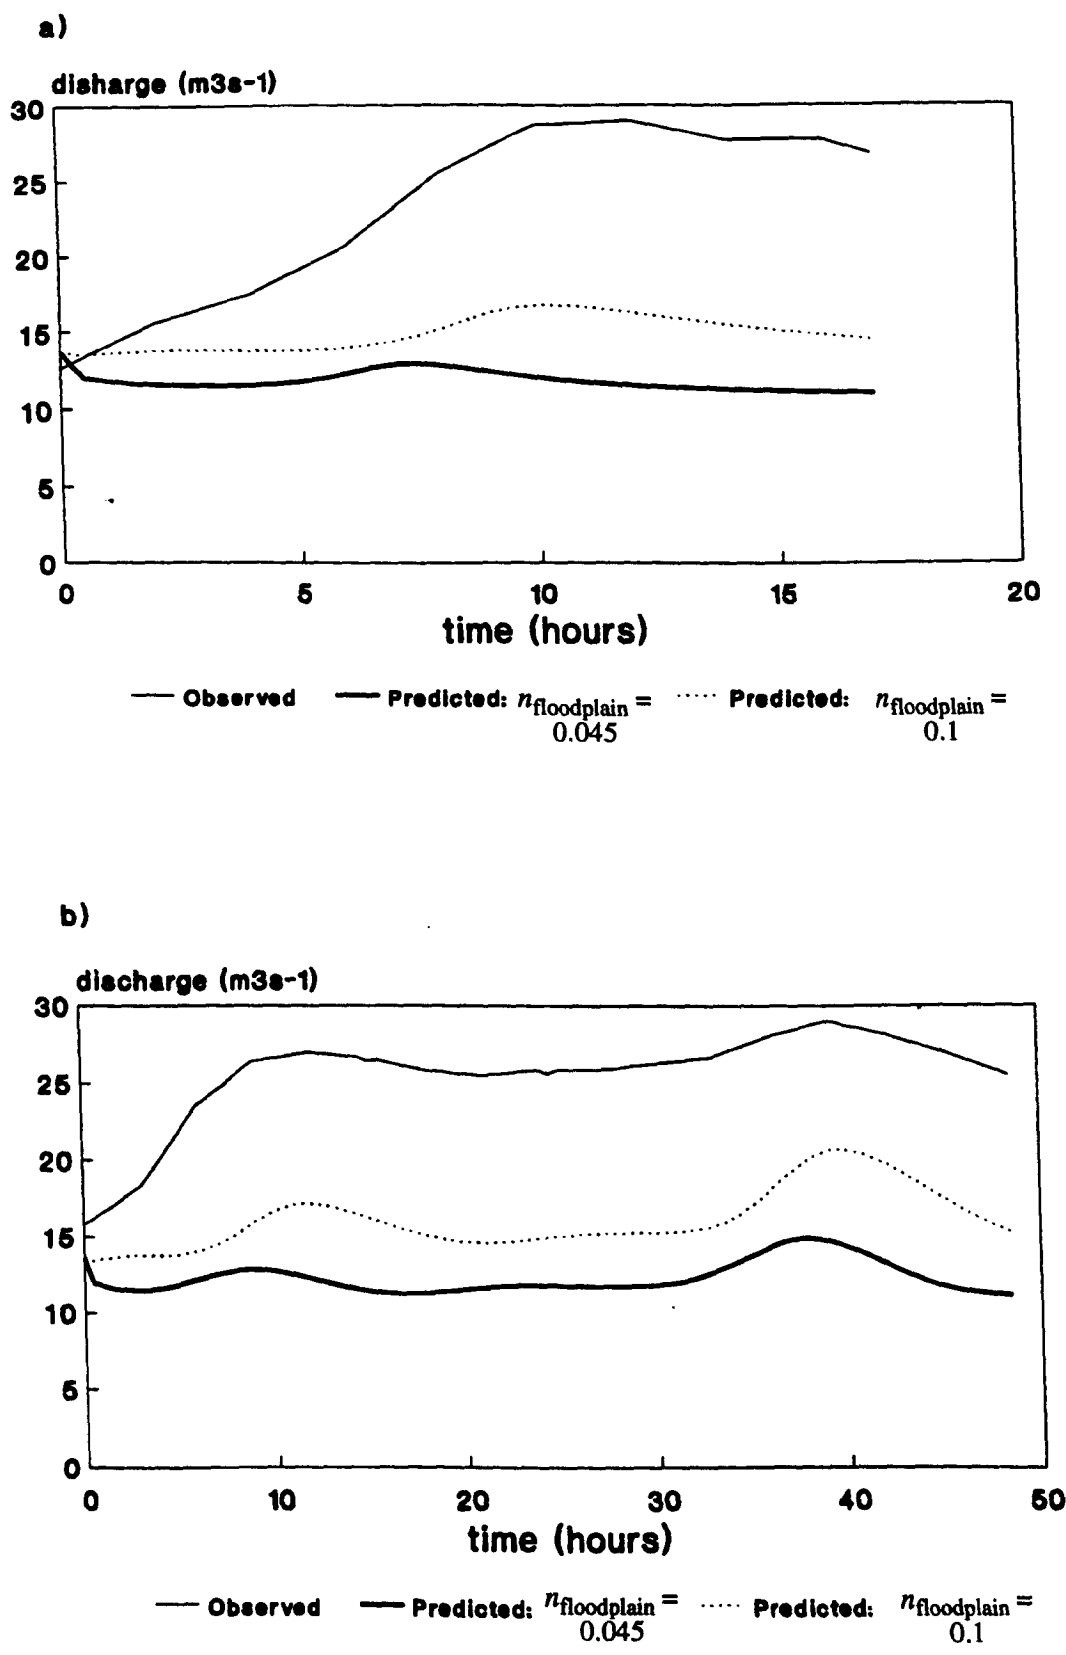 a)
disharge (m3s-1)
30
25
20
15
10
5
0
0 5 10 15 20
time (hours)
Observed Predicted: nfloodplain = 0.045 Predicted: nfloodplain = 0.1
b)
discharge (m3s-1)
30
25
20
15
10
5
0
0 10 20 30 40 50
time (hours)
Observed Predicted: nfloodplain = 0.045 Predicted: nfloodplain = 0.1